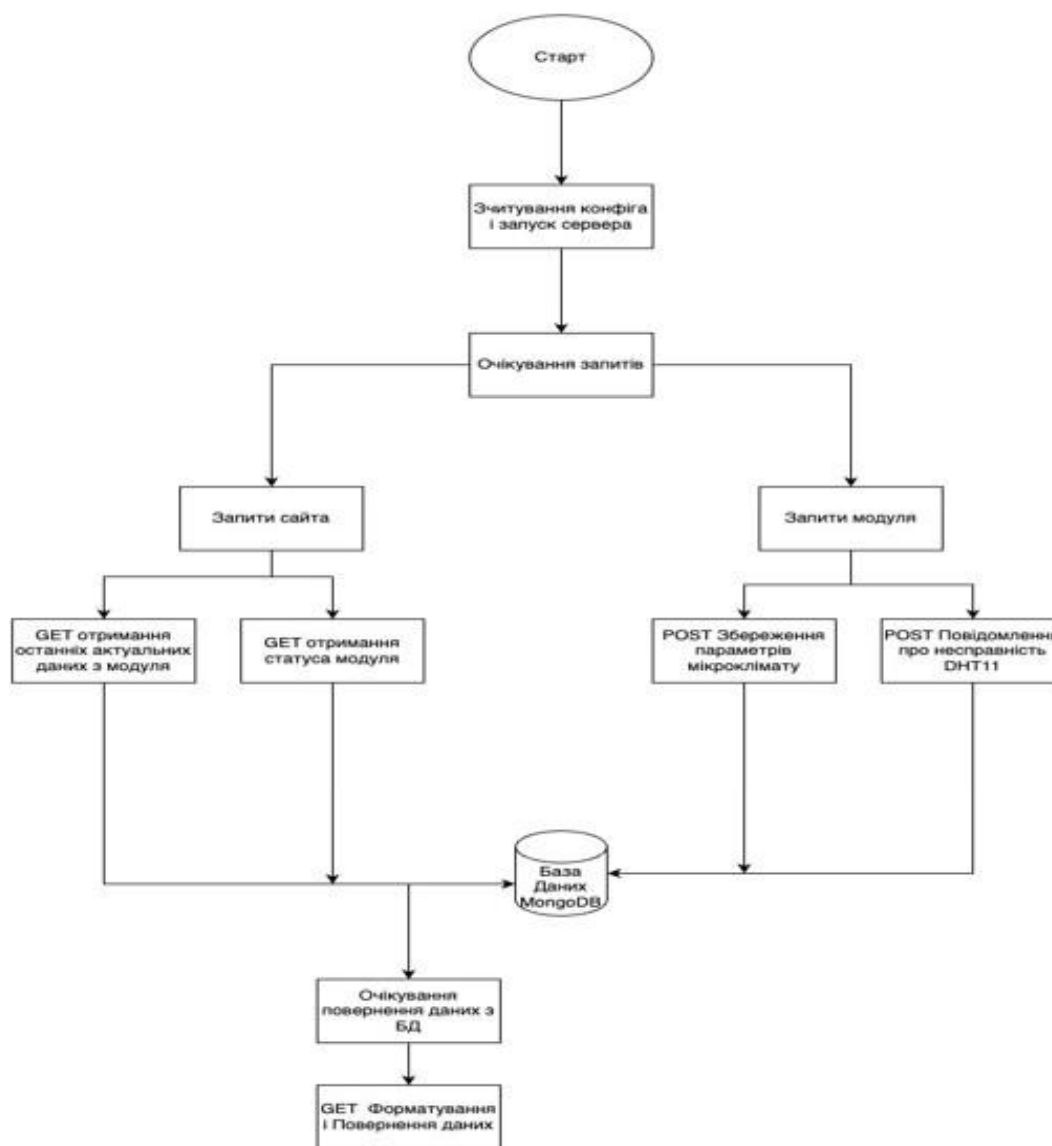 Старт
Зчитування конфіга
і запуск сервера
Очікування запитів
Запити сайта
Запити модуля
GET отримання
останніх актуальних
даних з модуля
GET отримання
статуса модуля
POST Збереження
параметрів
мікроклімату
POST Повідомлення
про несправність
DHT11
База
Даних
MongoDB
Очікування
повернення даних з
БД
GET Форматування
і Повернення даних